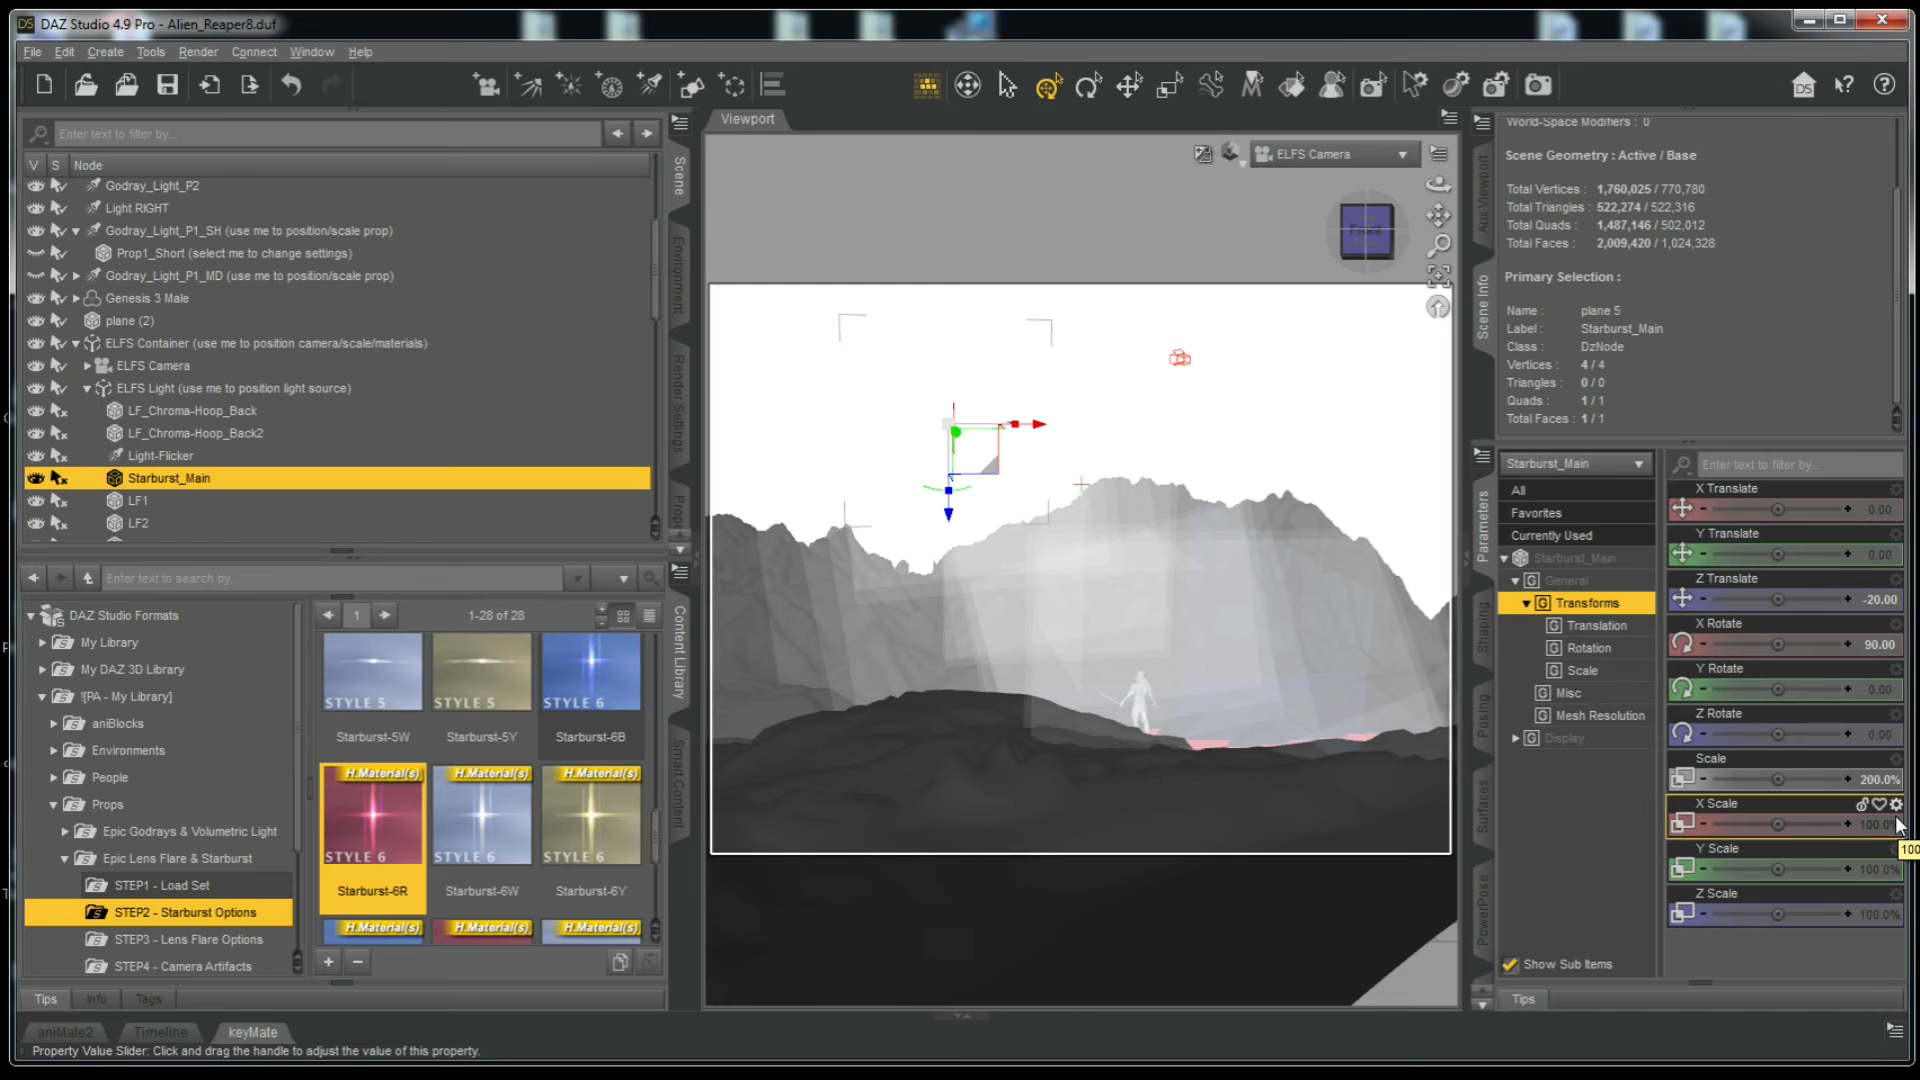 DAZ Studio 4.9 Pro - Alien_Reaper8.duf
File Edit Create Tools Render Connect Window Help
Enter text to filter by...
V S Node
Godray_Light_P2
Light RIGHT
Godray_Light_P1_SH (use me to position/scale prop)
Prop1_Short (select me to change settings)
Godray_Light_P1_MD (use me to position/scale prop)
Genesis 3 Male
plane (2)
ELFS Container (use me to position camera/scale/materials)
ELFS Camera
ELFS Light (use me to position light source)
LF_Chroma-Hoop_Back
LF_Chroma-Hoop_Back2
Light-Flicker
Starburst_Main
LF1
LF2
Scene
Environment
Render Settings
Enter text to search by...
DAZ Studio Formats
My Library
My DAZ 3D Library
![PA - My Library]
aniBlocks
Environments
People
Props
Epic Godrays & Volumetric Light
Epic Lens Flare & Starburst
STEP1 - Load Set
STEP2 - Starburst Options
STEP3 - Lens Flare Options
STEP4 - Camera Artifacts
1 1-28 of 28
STYLE 5 STYLE 5 STYLE 6
Starburst-5W Starburst-5Y Starburst-6B
H.Material(s) H.Material(s) H.Material(s)
STYLE 6 STYLE 6 STYLE 6
Starburst-6R Starburst-6W Starburst-6Y
H.Material(s) H.Material(s) H.Material(s)
Content Library
Smart Content
Tips Info Tags
aniMate2 Timeline keyMate
Property Value Slider: Click and drag the handle to adjust the value of this property.
Viewport
ELFS Camera
Front
Aux Viewport
Scene Info
World-Space Modifiers : 0
Scene Geometry : Active / Base
Total Vertices : 1,760,025 / 770,780
Total Triangles : 522,274 / 522,316
Total Quads : 1,487,146 / 502,012
Total Faces : 2,009,420 / 1,024,328
Primary Selection :
Name : plane 5
Label : Starburst_Main
Class : DzNode
Vertices : 4 / 4
Triangles : 0 / 0
Quads : 1 / 1
Total Faces : 1 / 1
Parameters
Shaping
Posing
Surfaces
PowerPose
Starburst_Main
All
Favorites
Currently Used
Starburst_Main
General
Transforms
Translation
Rotation
Scale
Misc
Mesh Resolution
Display
Show Sub Items
Tips
Enter text to filter by...
X Translate
0.00
Y Translate
0.00
Z Translate
-20.00
X Rotate
90.00
Y Rotate
0.00
Z Rotate
0.00
Scale
200.0%
X Scale
100.0%
100
Y Scale
100.0%
Z Scale
100.0%